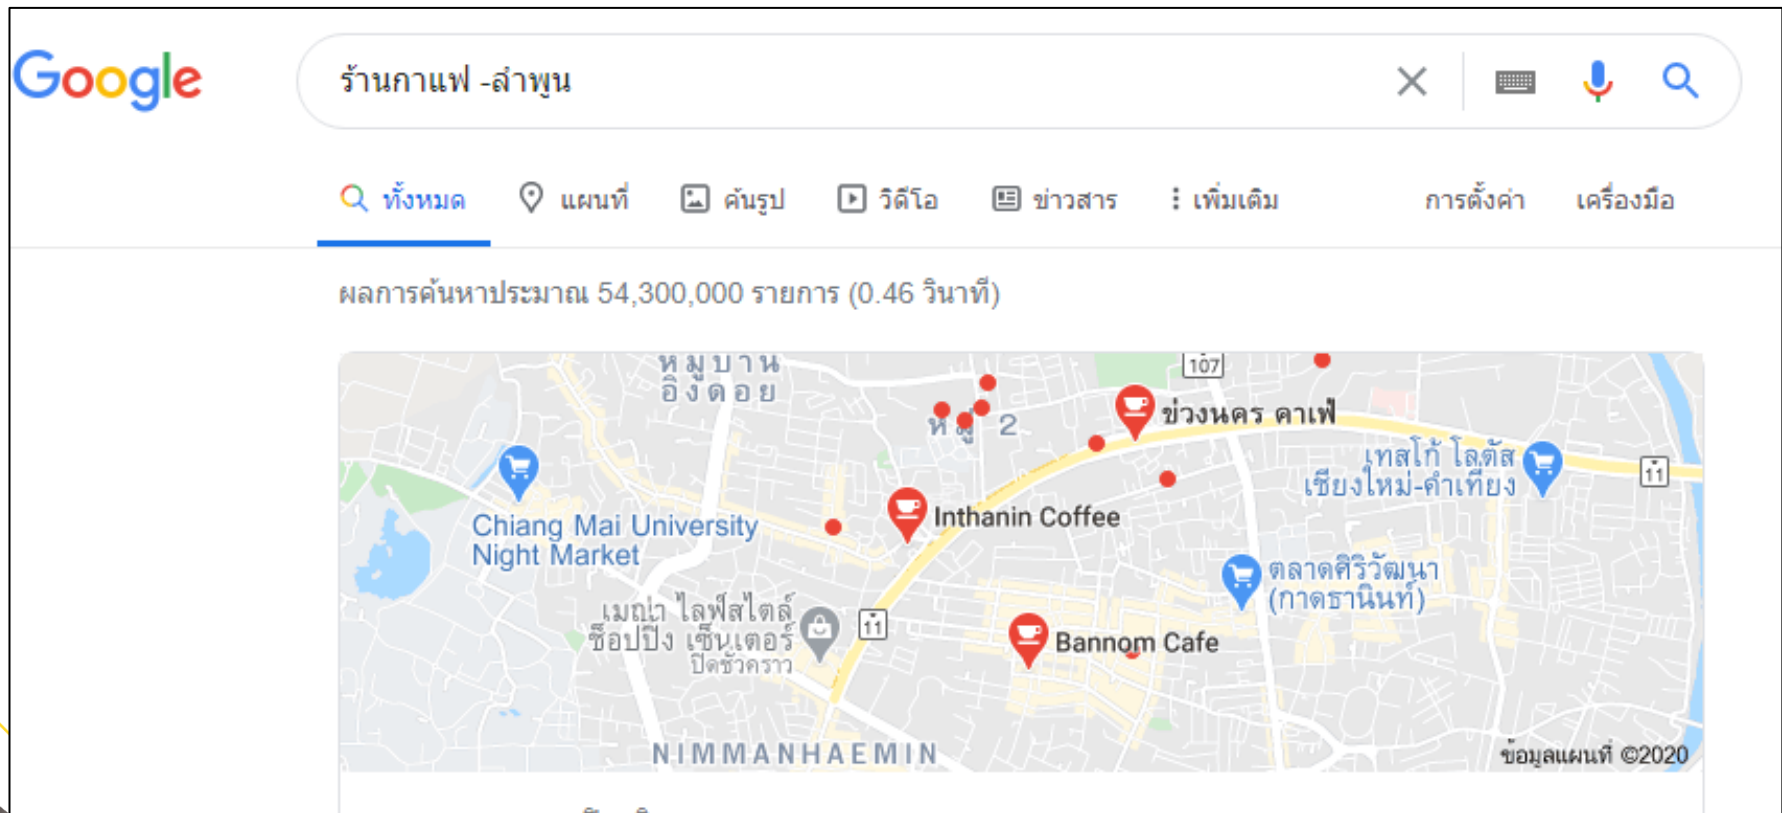 Google
ร้านกาแฟ -ลำพูน
ทั้งหมด แผนที่ ค้นรูป วิดีโอ ข่าวสาร เพิ่มเติม การตั้งค่า เครื่องมือ
ผลการค้นหาประมาณ 54,300,000 รายการ (0.46 วินาที)
หมู่บ้าน
อิงดอย
107
หมู่ 2
ข่วงนคร คาเฟ่
เทสโก้ โลตัส
เชียงใหม่-คำเที่ยง
11
Chiang Mai University
Night Market
Inthanin Coffee
ตลาดศิริวัฒนา
(กาดธานินท์)
เมญ่า ไลฟ์สไตล์
ช็อปปิ้ง เซ็นเตอร์
ปิดชั่วคราว
11
Bannom Cafe
NIMMANHAEMIN
ข้อมูลแผนที่ ©2020